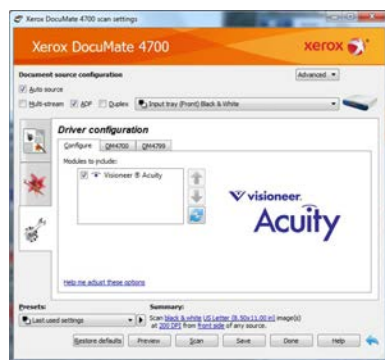 Xerox DocuMate 4700 scan settings
Xerox DocuMate 4700
xerox
Document source configuration
Advanced
Auto source
Multi-stream ADF Duplex Input tray (Front) Black & White
Driver configuration
Configure DM4700 DM4799
Modules to include:
Visioneer ® Acuity
visioneer
Acuity
Help me adjust these options
Presets:
Last used settings
Summary:
Scan black & white US Letter (8.50x11.00 in) image(s)
at 200 DPI from front side of any source.
Restore defaults Preview Scan Save Done Help